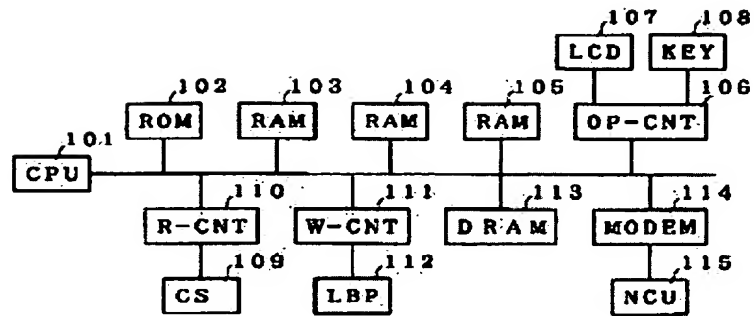 107 108
LCD KEY
102 103 104 105 106
ROM RAM RAM RAM OP-CNT
101
CPU
110 111 113 114
R-CNT W-CNT DRAM MODEM
109 112 115
CS LBP NCU